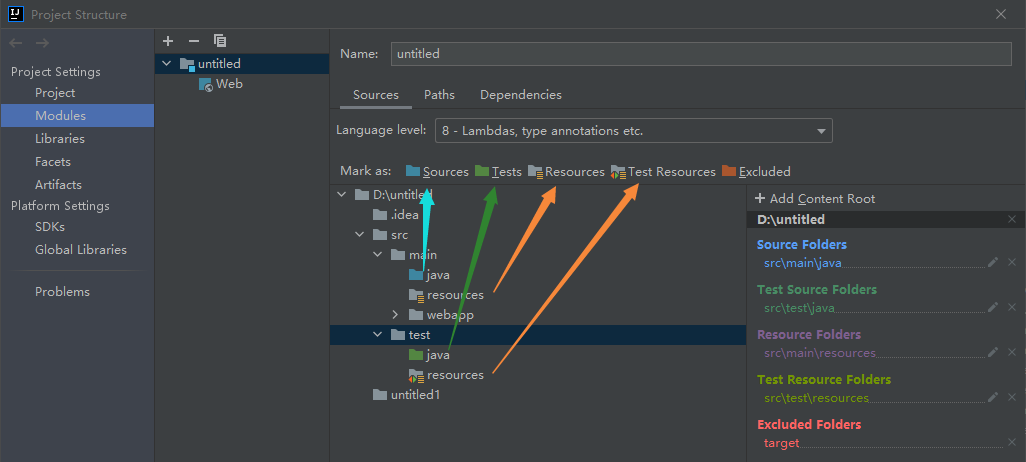 Project Structure
Project Settings
Project
Modules
Libraries
Facets
Artifacts
Platform Settings
SDKs
Global Libraries
Problems
untitled
Web
Name:
untitled
Sources Paths Dependencies
Language level:
8 - Lambdas, type annotations etc.
Mark as: Sources Tests Resources Test Resources Excluded
D:\untitled
.idea
src
main
java
resources
webapp
test
java
resources
untitled1
+ Add Content Root
D:\untitled
Source Folders
src\main\java
Test Source Folders
src\test\java
Resource Folders
src\main\resources
Test Resource Folders
src\test\resources
Excluded Folders
target